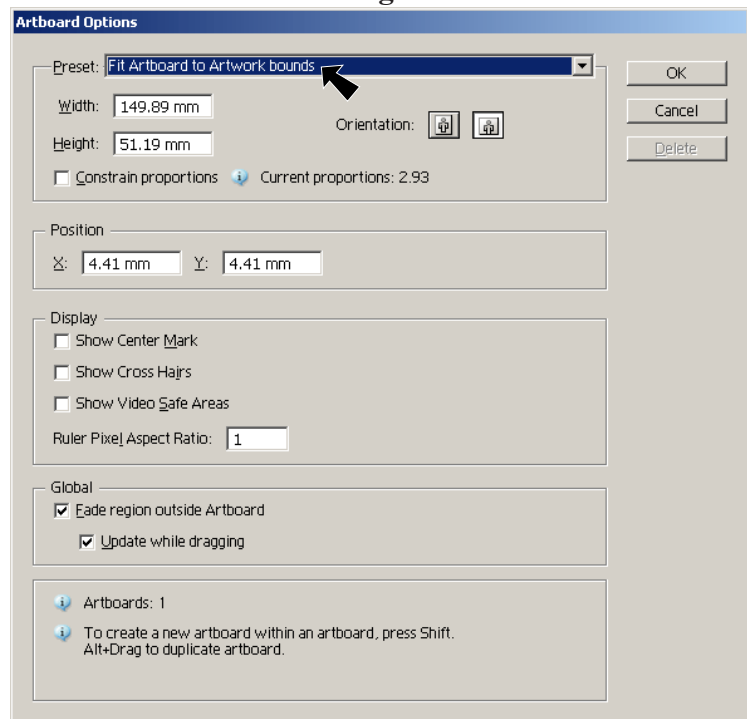 Artboard Options
Preset: Fit Artboard to Artwork bounds
OK
Width: 149.89 mm
Orientation:
Cancel
Height: 51.19 mm
Delete
Constrain proportions Current proportions: 2.93
Position
X: 4.41 mm Y: 4.41 mm
Display
Show Center Mark
Show Cross Hairs
Show Video Safe Areas
Ruler Pixel Aspect Ratio: 1
Global
Fade region outside Artboard
Update while dragging
Artboards: 1
To create a new artboard within an artboard, press Shift.
Alt+Drag to duplicate artboard.